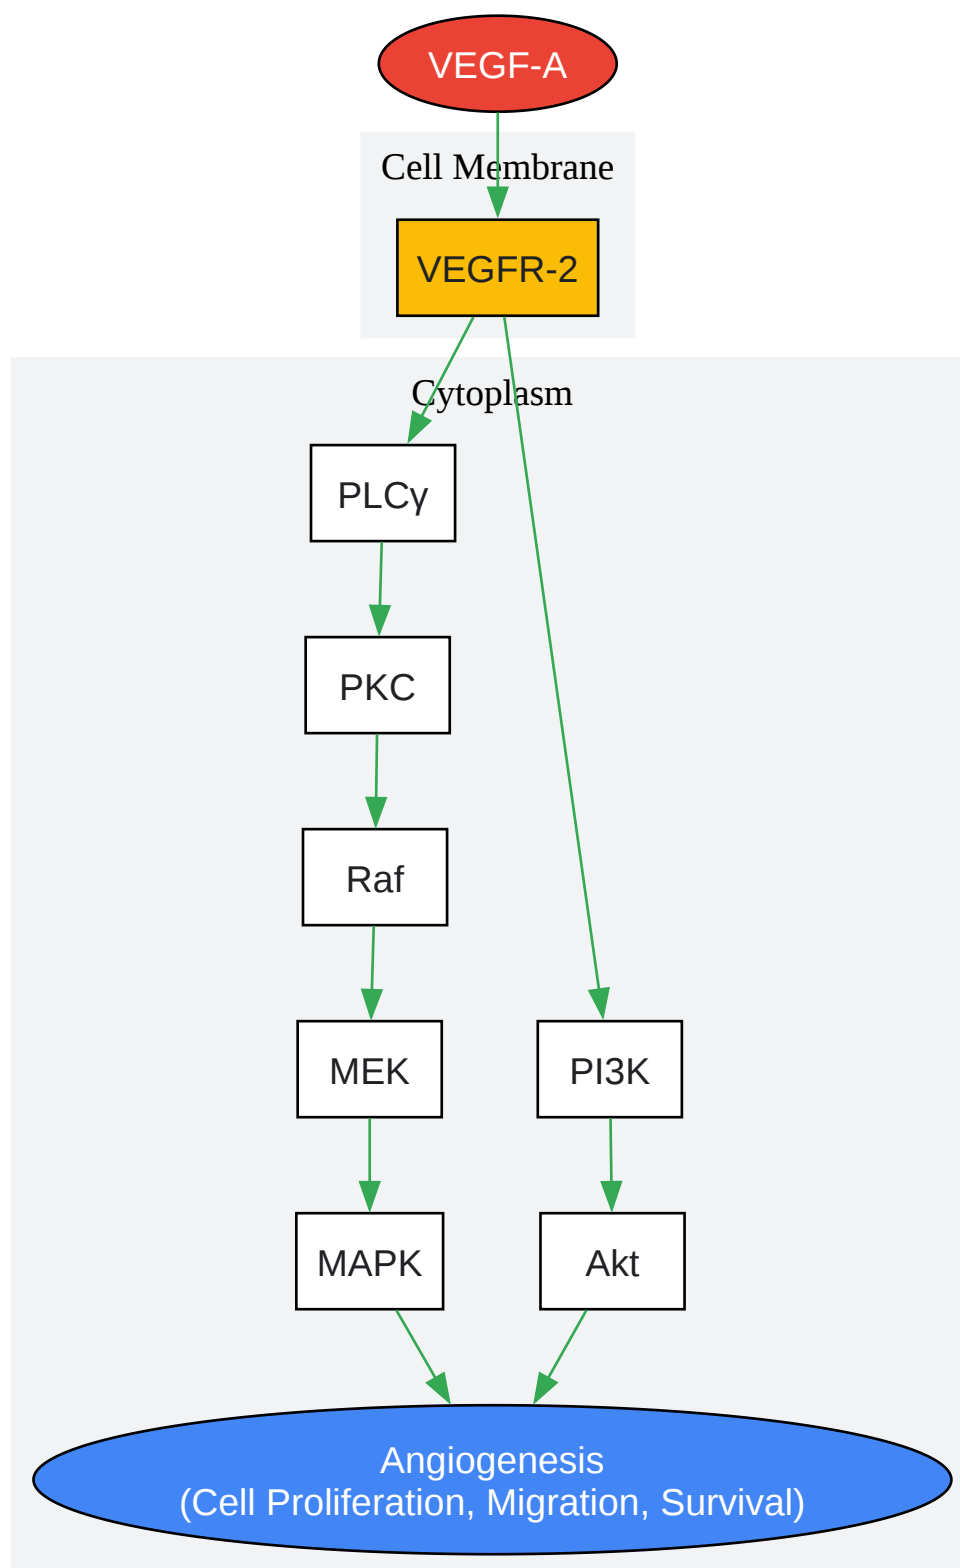 VEGF-A
Cell Membrane
VEGFR-2
Cytoplasm
PLCγ
PKC
Raf
MEK
PI3K
MAPK
Akt
Angiogenesis
(Cell Proliferation, Migration, Survival)